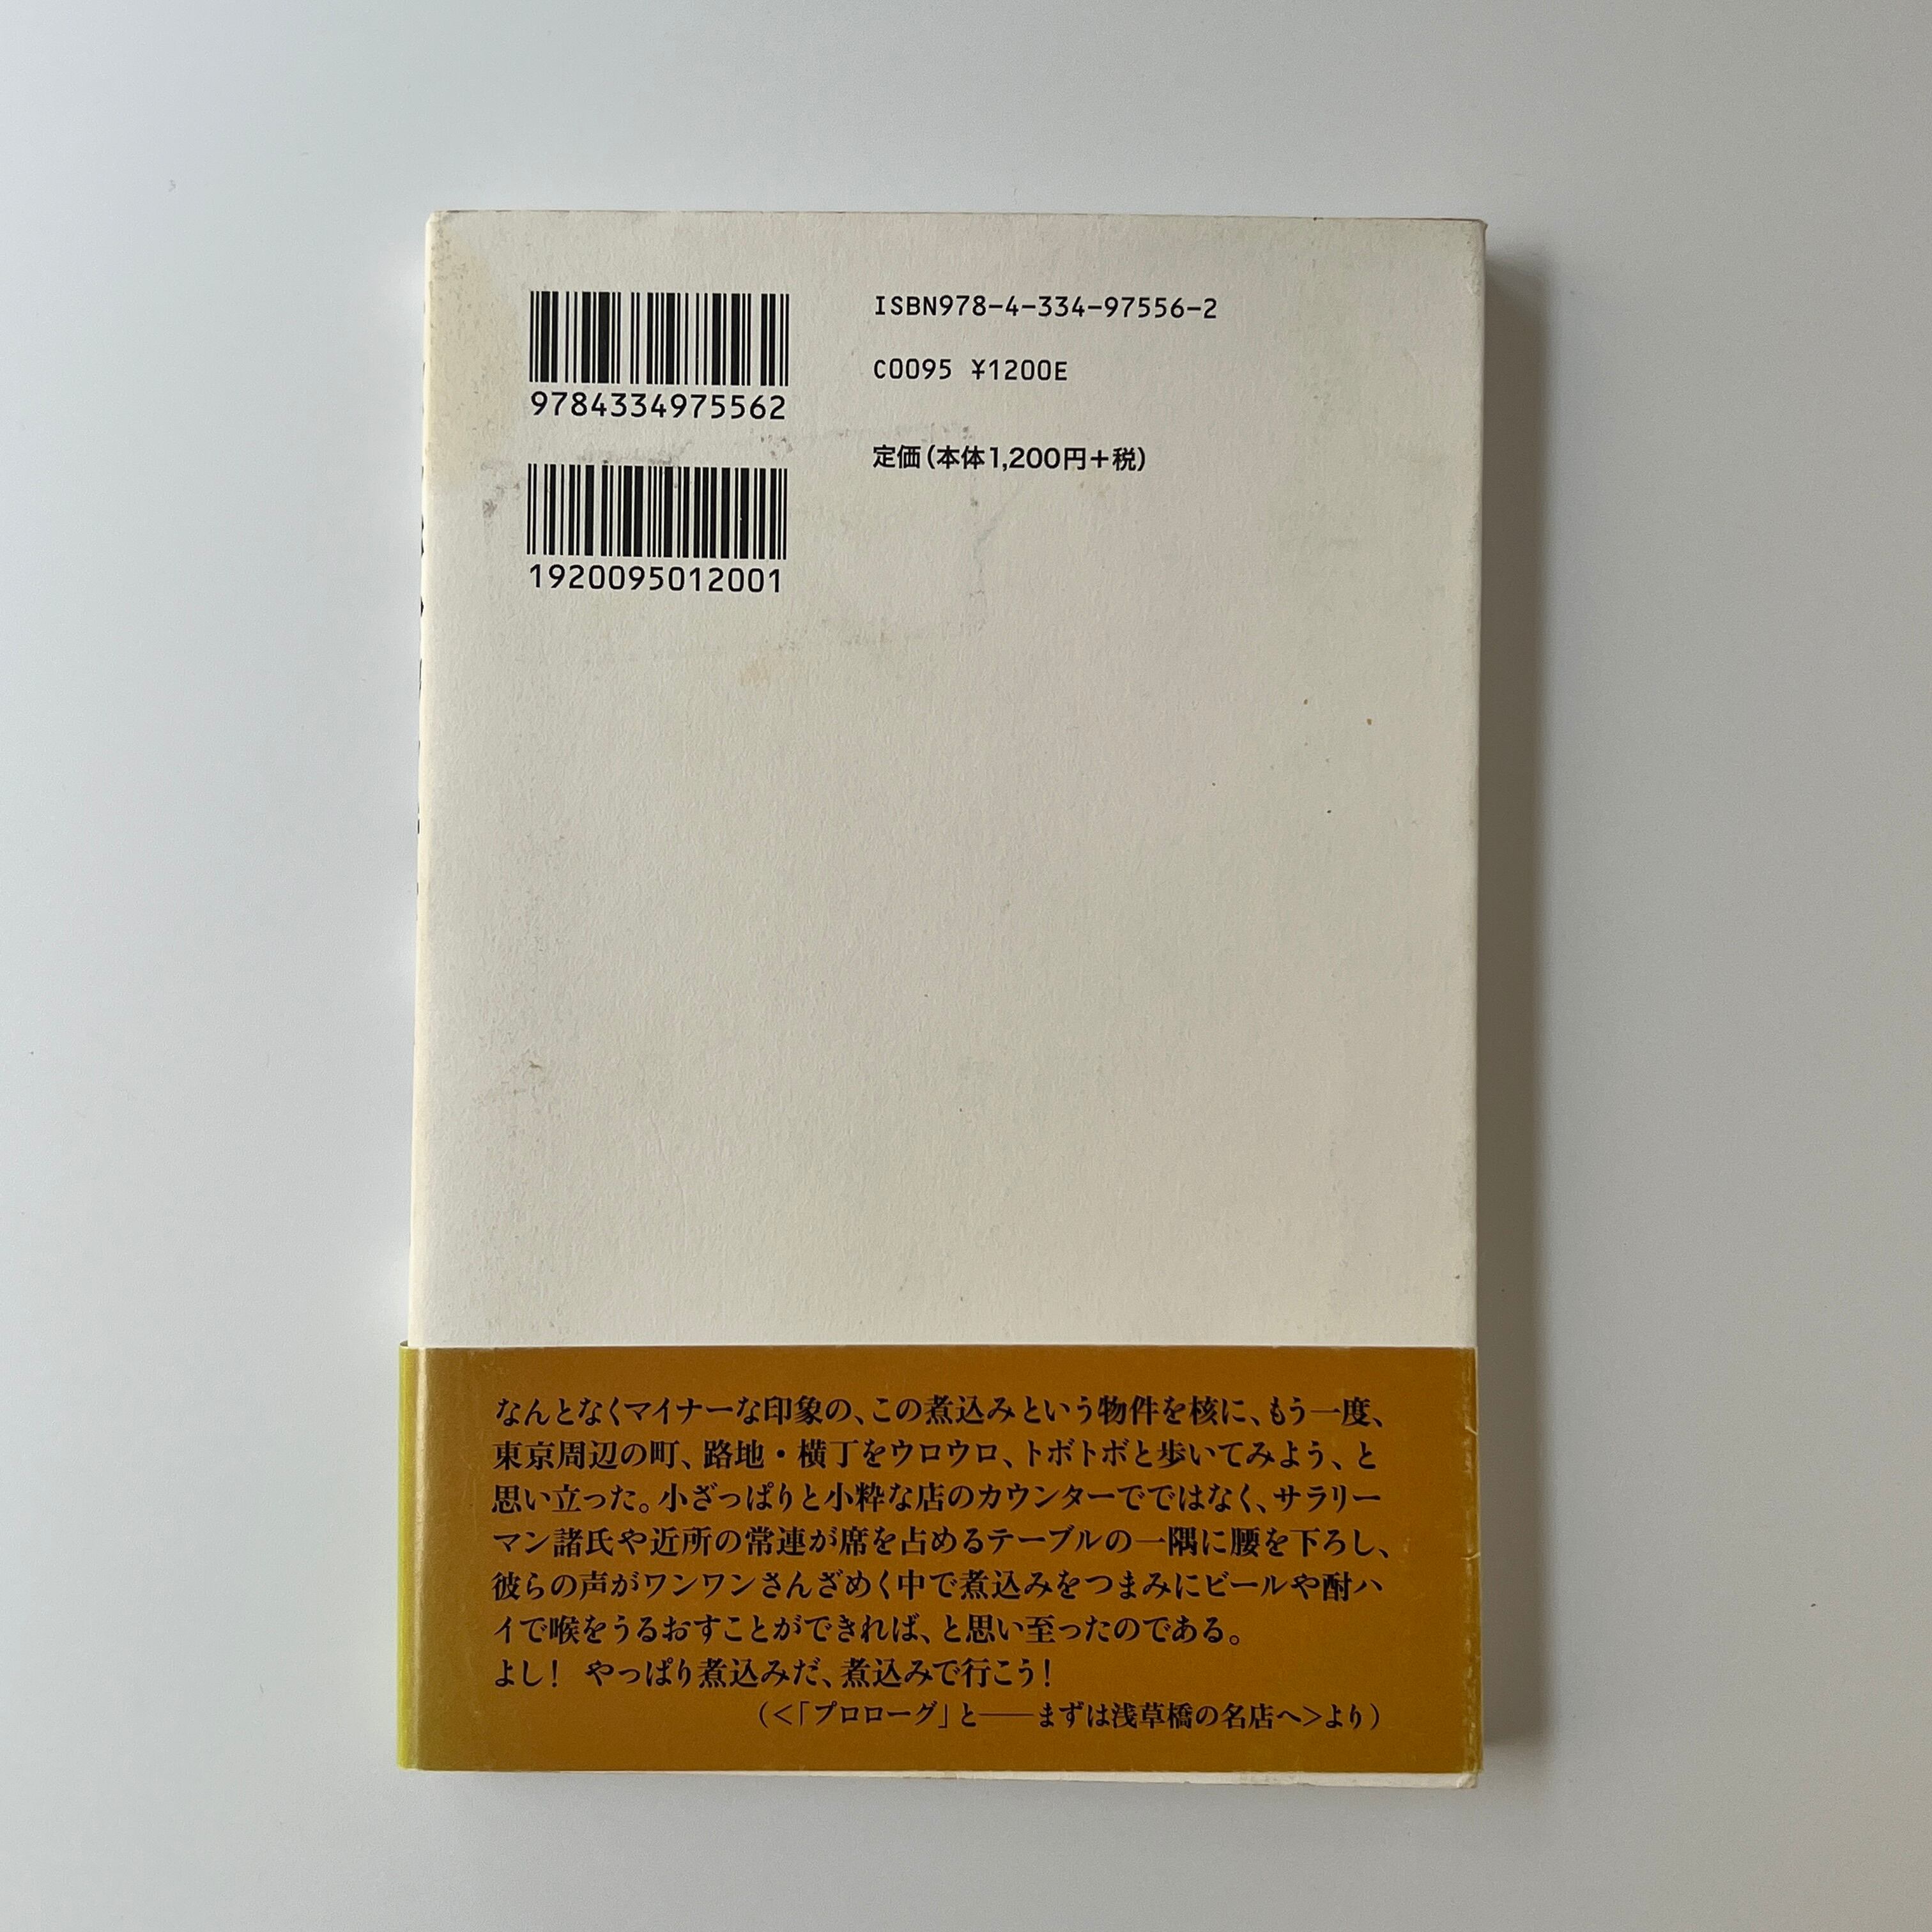 ISBN978-4-334-97556-2
C0095 ¥1200E
9784334975562
定価(本体1,200円+税)
1920095012001
なんとなくマイナーな印象の、この煮込みという物件を核に、もう一度、
東京周辺の町、路地・横丁をウロウロ、トボトボと歩いてみよう、と
思い立った。小ざっぱりと小粋な店のカウンターでではなく、サラリー
マン諸氏や近所の常連が席を占めるテーブルの一隅に腰を下ろし、
彼らの声がワンワンさんざめく中で煮込みをつまみにビールや酎ハ
イで喉をうるおすことができれば、と思い至ったのである。
よし! やっぱり煮込みだ、煮込みで行こう!
(<「プロローグ」と――まずは浅草橋の名店へ>より)